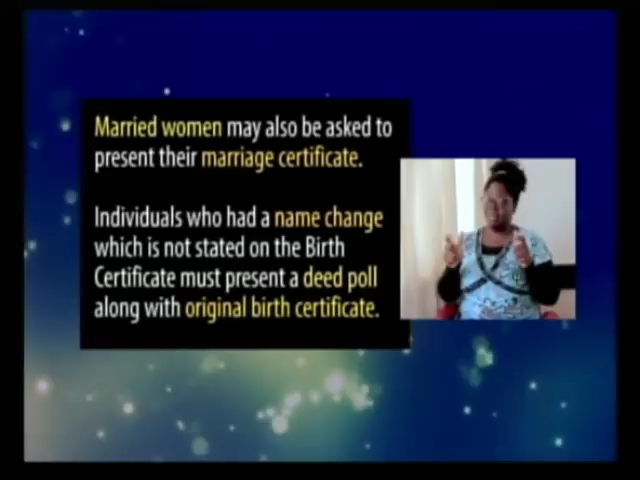 Married women may also be asked to
present their marriage certificate.
Individuals who had a name change
which is not stated on the Birth
Certificate must present a deed poll
along with original birth certificate.